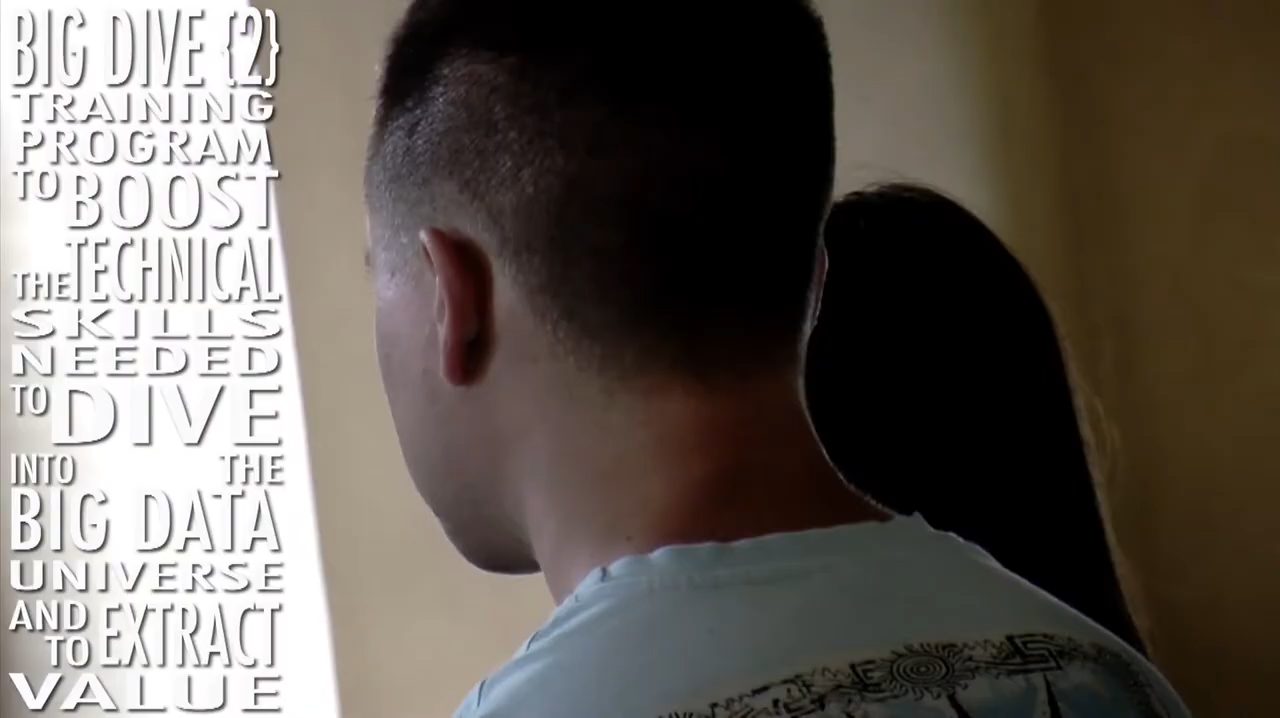 BIG DIVE {2}
TRAINING
PROGRAM
TO BOOST
THE TECHNICAL
SKILLS
NEEDED
TO DIVE
INTO THE
BIG DATA
UNIVERSE
AND TO EXTRACT
VALUE